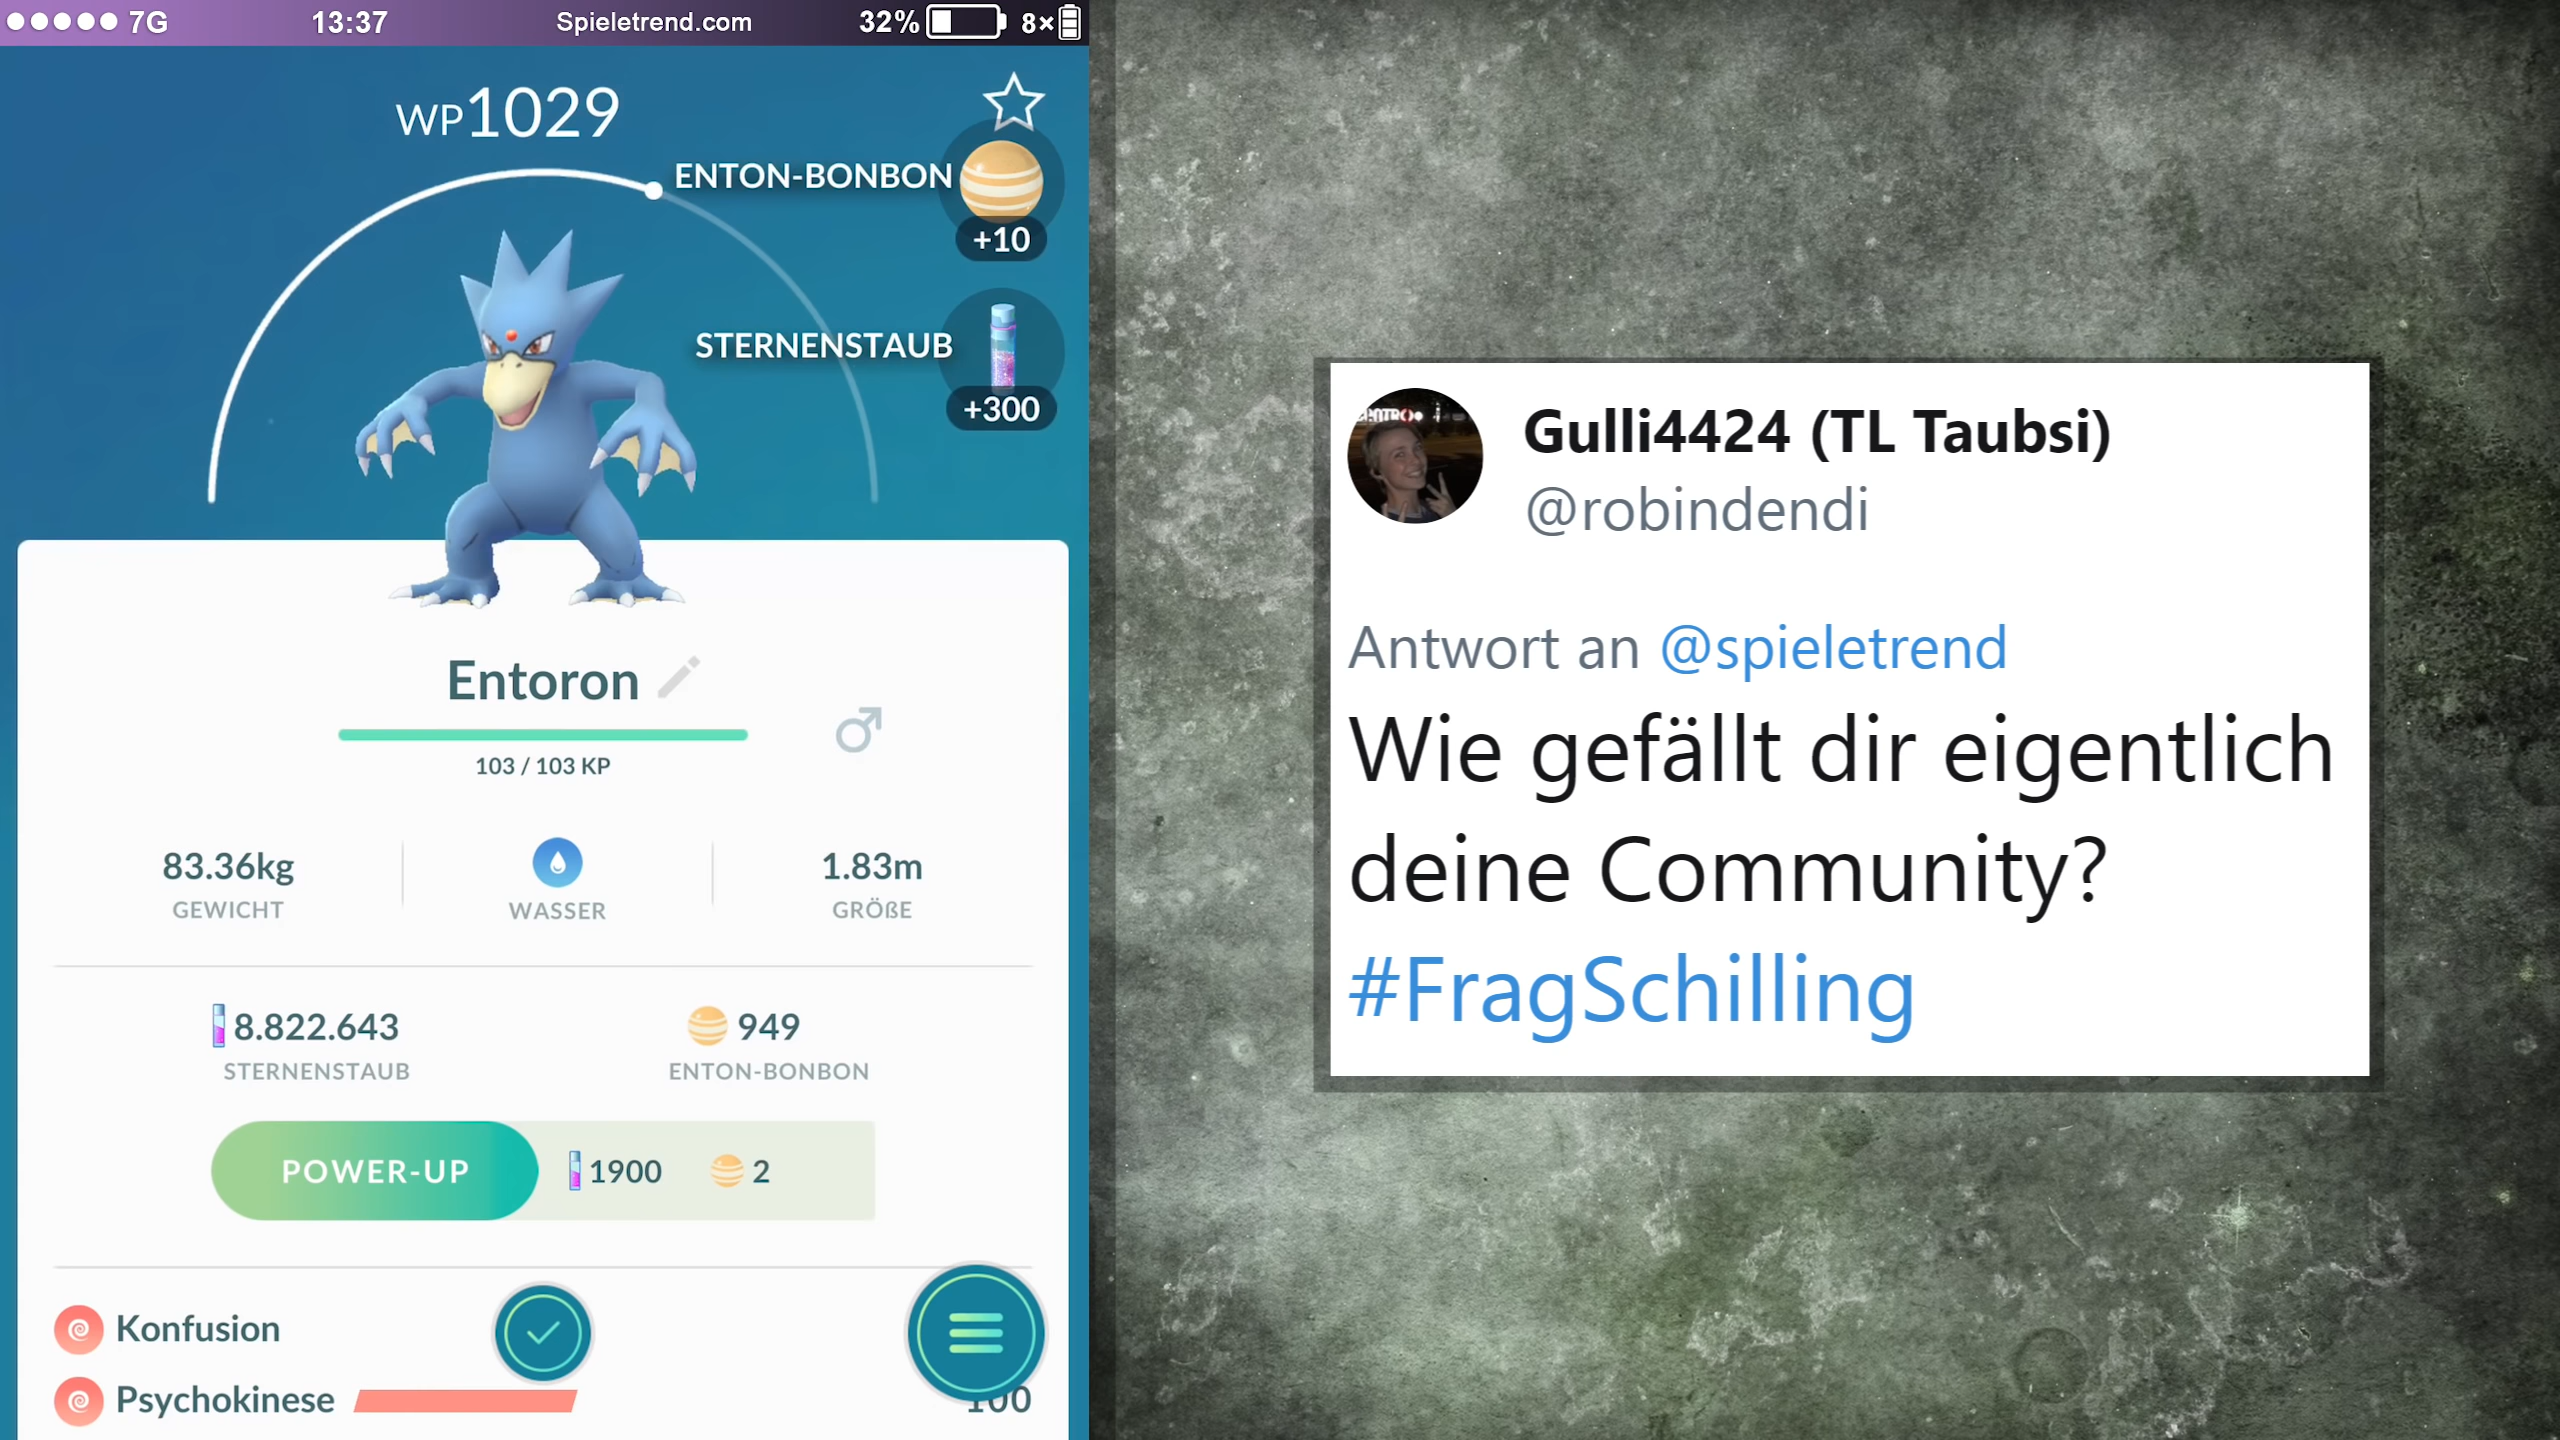 7G 13:37 Spieletrend.com 32% 8×
WP1029
ENTON-BONBON
+10
STERNENSTAUB
+300
Entoron
103 / 103 KP
83.36kg
GEWICHT
WASSER
1.83m
GRÖßE
8.822.643
STERNENSTAUB
949
ENTON-BONBON
POWER-UP 1900 2
Konfusion
Psychokinese 100
Gulli4424 (TL Taubsi)
@robindendi
Antwort an @spieletrend
Wie gefällt dir eigentlich
deine Community?
#FragSchilling